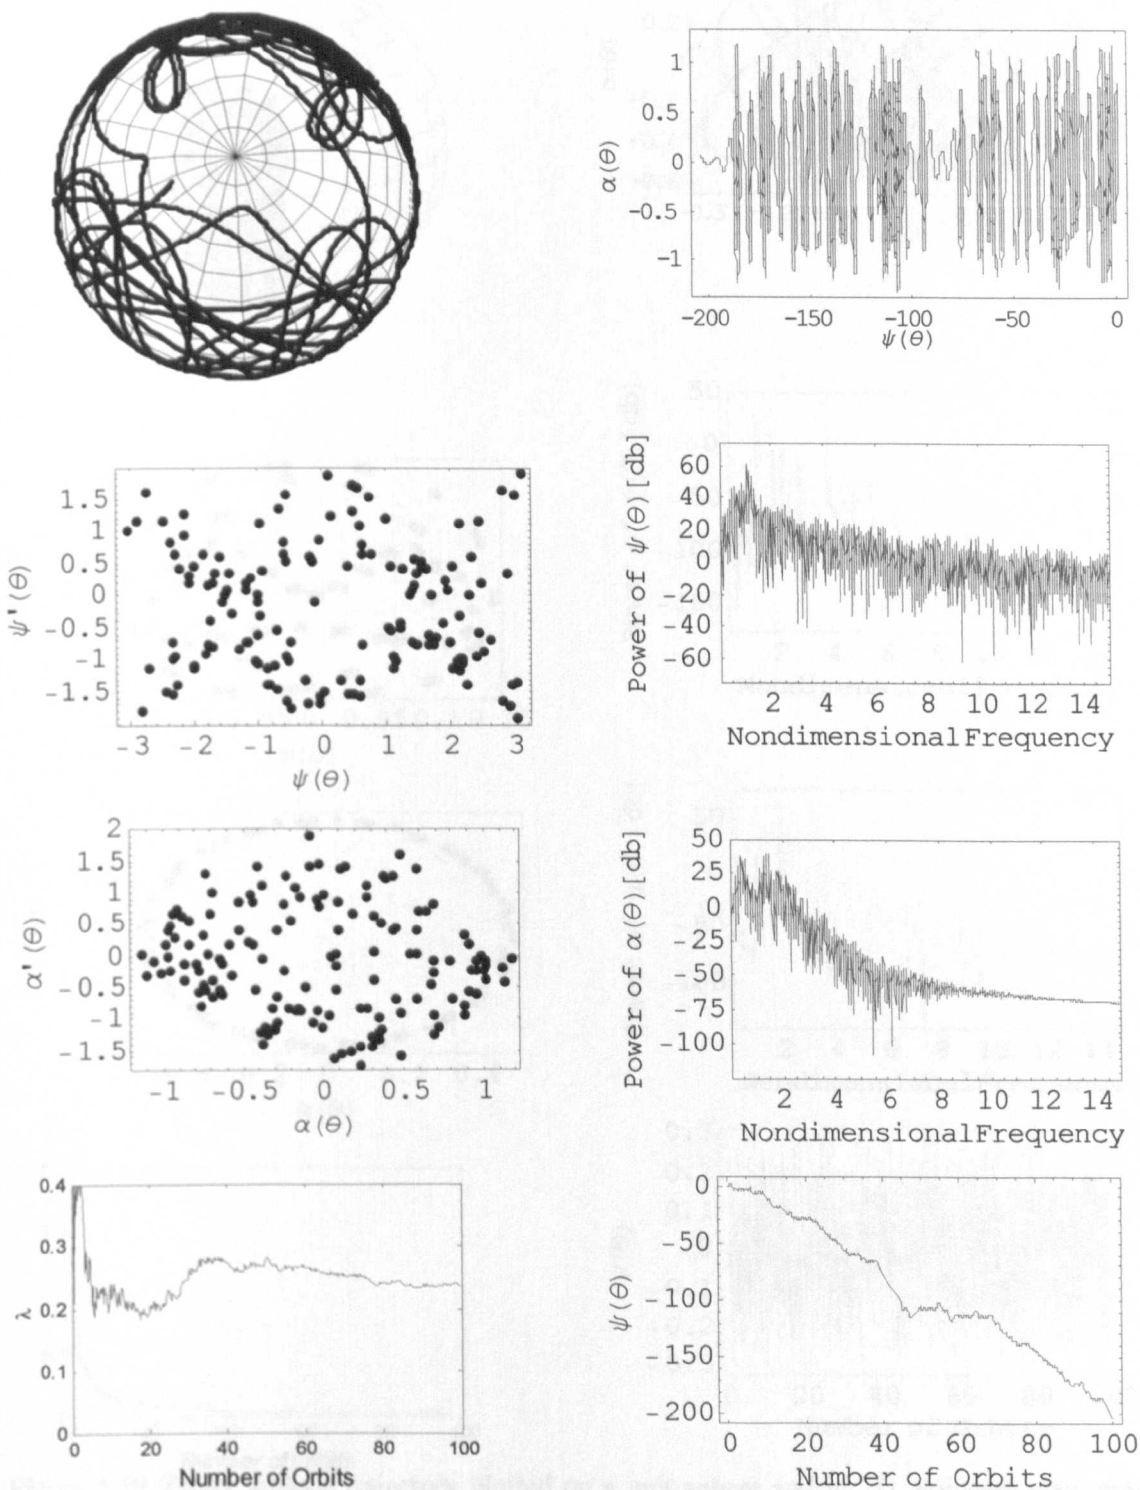 1
0.5
0
-0.5
-1
α(θ)
-200 -150 -100 -50 0
ψ(θ)
1.5
1
0.5
0
-0.5
-1
-1.5
ψ'(θ)
-3 -2 -1 0 1 2 3
ψ(θ)
60
40
20
0
-20
-40
-60
Power of ψ(θ)[db]
2 4 6 8 10 12 14
NondimensionalFrequency
2
1.5
1
0.5
0
-0.5
-1
-1.5
α'(θ)
-1 -0.5 0 0.5 1
α(θ)
50
25
0
-25
-50
-75
-100
Power of α(θ)[db]
2 4 6 8 10 12 14
NondimensionalFrequency
0.4
0.3
0.2
0.1
0
λ
0 20 40 60 80 100
Number of Orbits
0
-50
-100
-150
-200
ψ(θ)
0 20 40 60 80 100
Number of Orbits